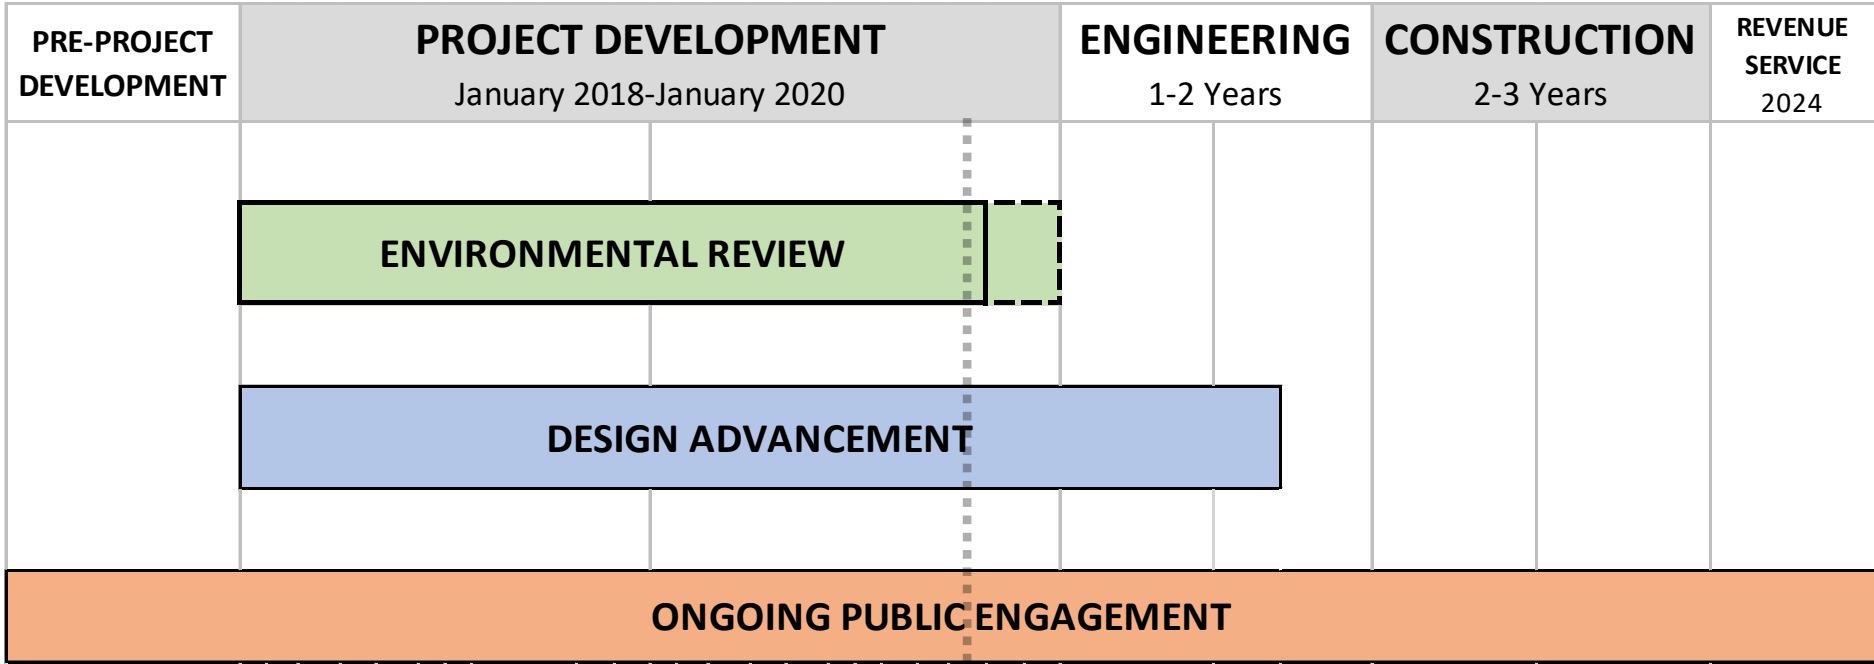 PRE-PROJECT
DEVELOPMENT
PROJECT DEVELOPMENT
January 2018-January 2020
ENGINEERING
1-2 Years
CONSTRUCTION
2-3 Years
REVENUE
SERVICE
2024
ENVIRONMENTAL REVIEW
DESIGN ADVANCEMENT
ONGOING PUBLIC ENGAGEMENT